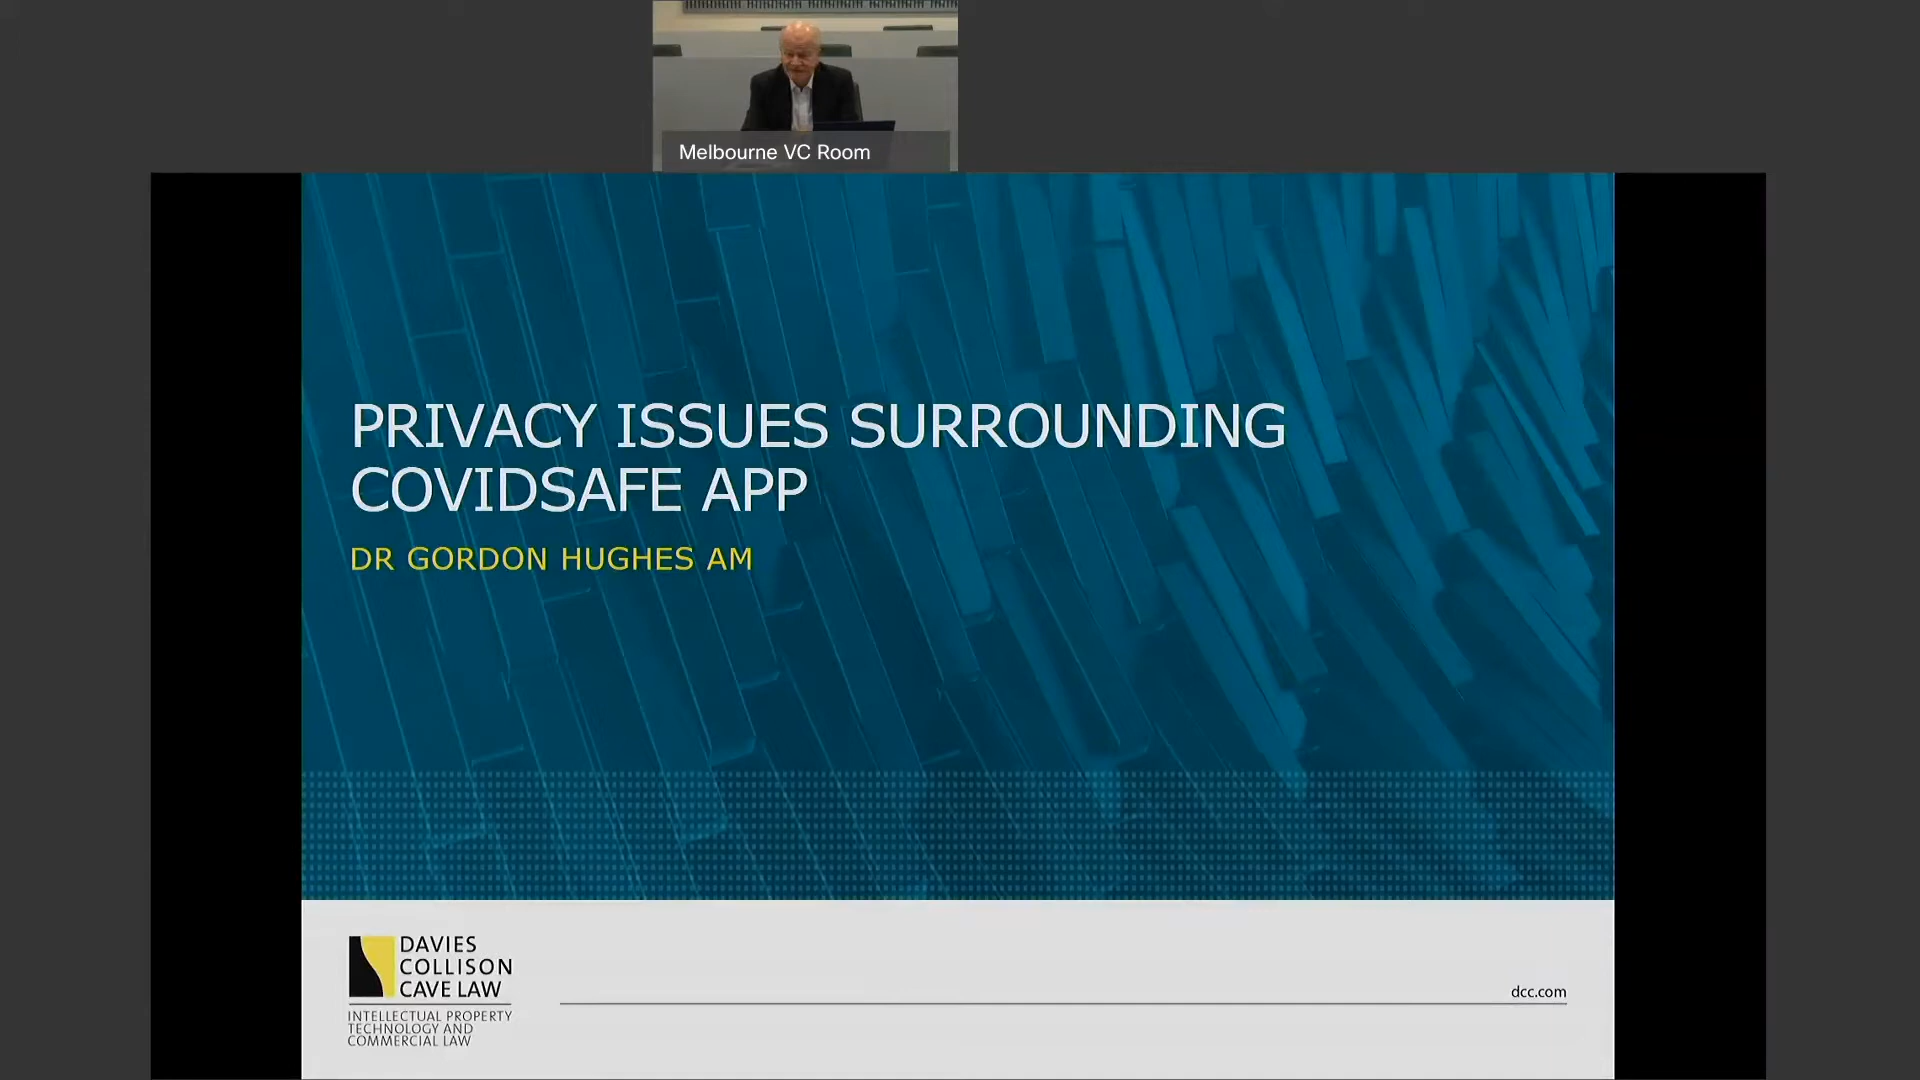 Melbourne VC Room
PRIVACY ISSUES SURROUNDING
COVIDSAFE APP
DR GORDON HUGHES AM
DAVIES
COLLISON
CAVE LAW
INTELLECTUAL PROPERTY
TECHNOLOGY AND
COMMERCIAL LAW
dcc.com